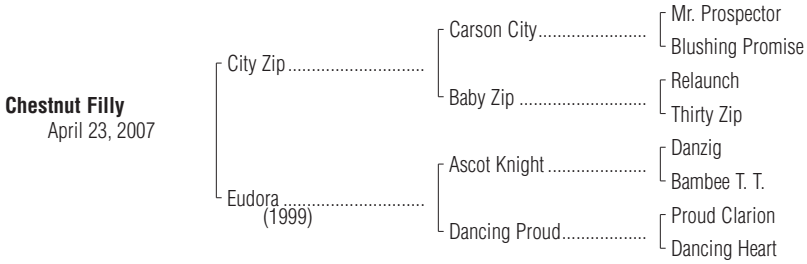 Mr. Prospector
Carson City......................
Blushing Promise
City Zip ............................
Relaunch
Baby Zip ..........................
Thirty Zip
Chestnut Filly
April 23, 2007
Danzig
Ascot Knight .....................
Bambee T. T.
Eudora .............................
(1999)
Proud Clarion
Dancing Proud..................
Dancing Heart